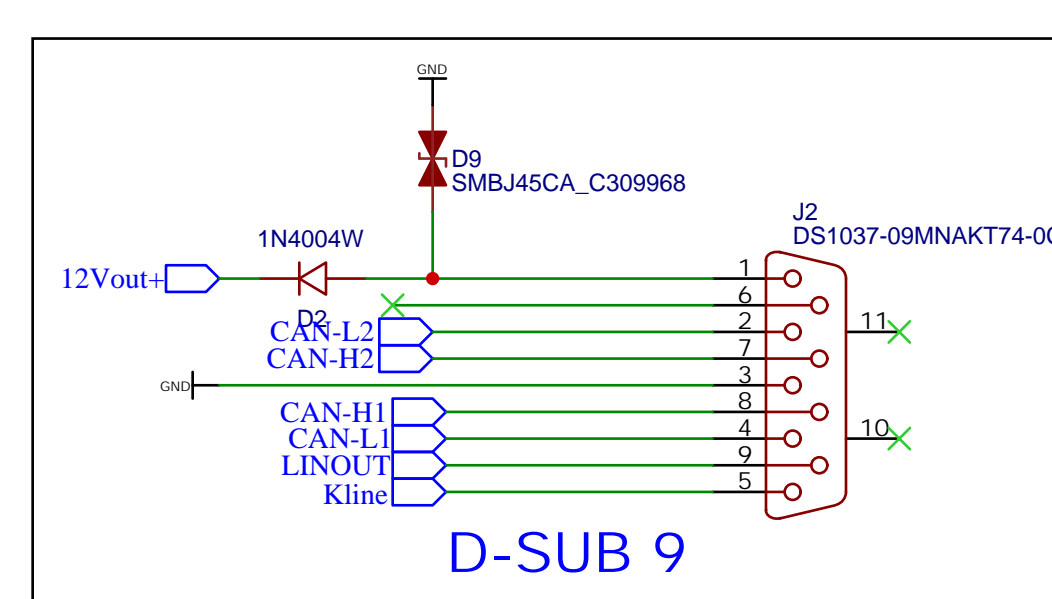 GND
D9
SMBJ45CA_C309968
J2
DS1037-09MNAKT74-0
1N4004W
12Vout+
D2
1
6
CAN-L2
2
11
CAN-H2
7
GND
3
CAN-H1
8
CAN-L1
4
10
LINOUT
9
Kline
5
D-SUB 9